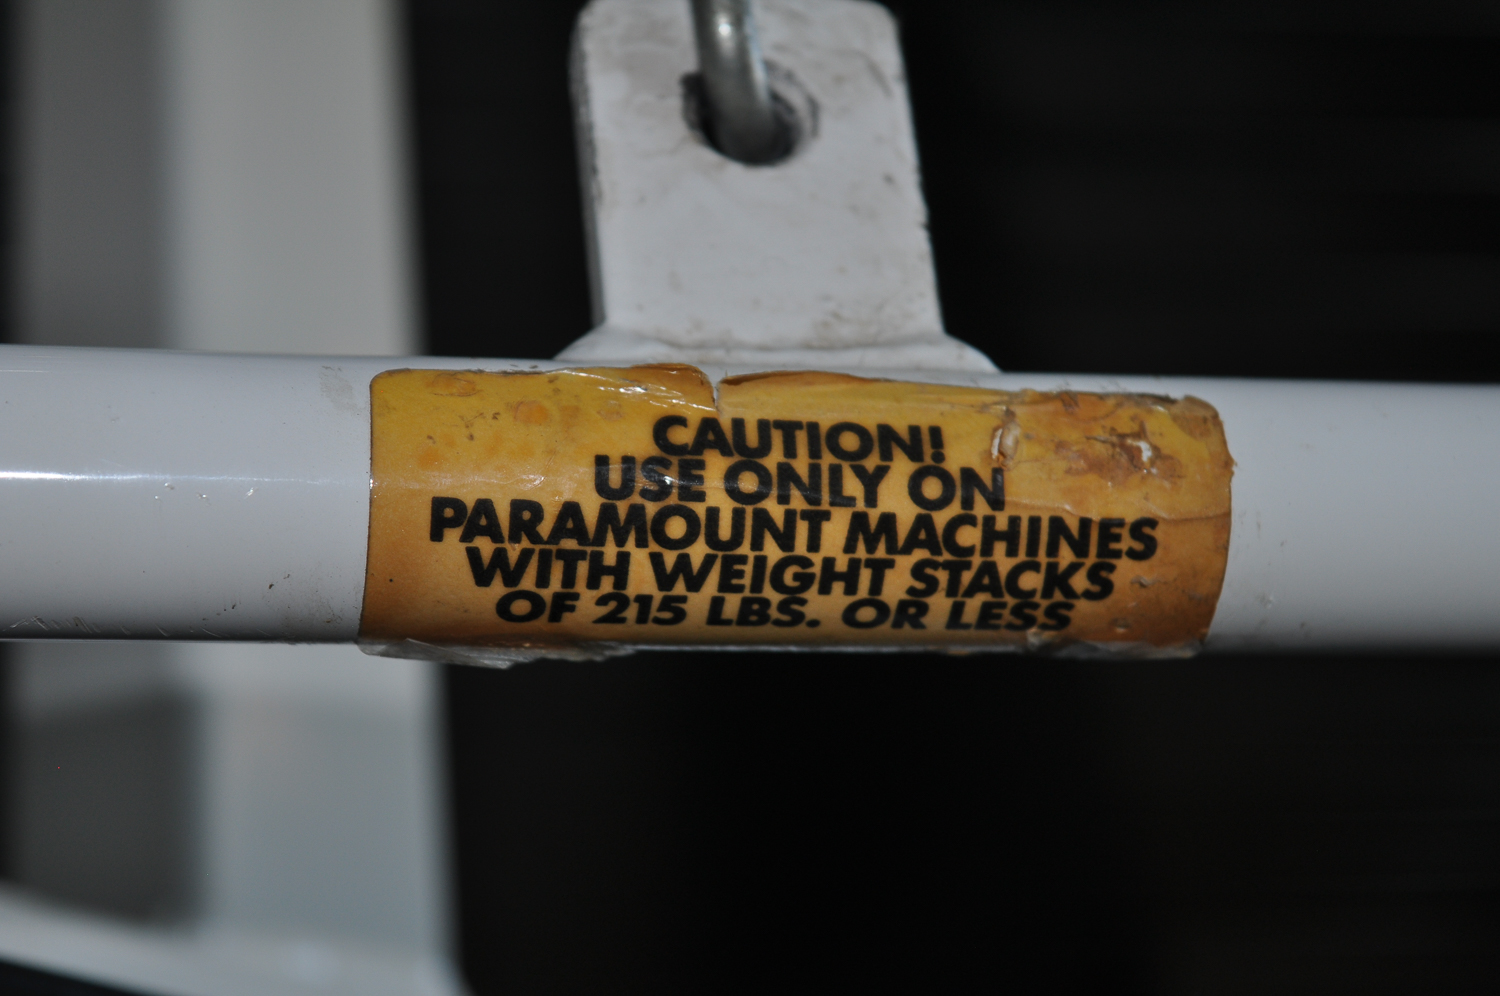 CAUTION!
USE ONLY ON
PARAMOUNT MACHINES
WITH WEIGHT STACKS
OF 215 LBS. OR LESS